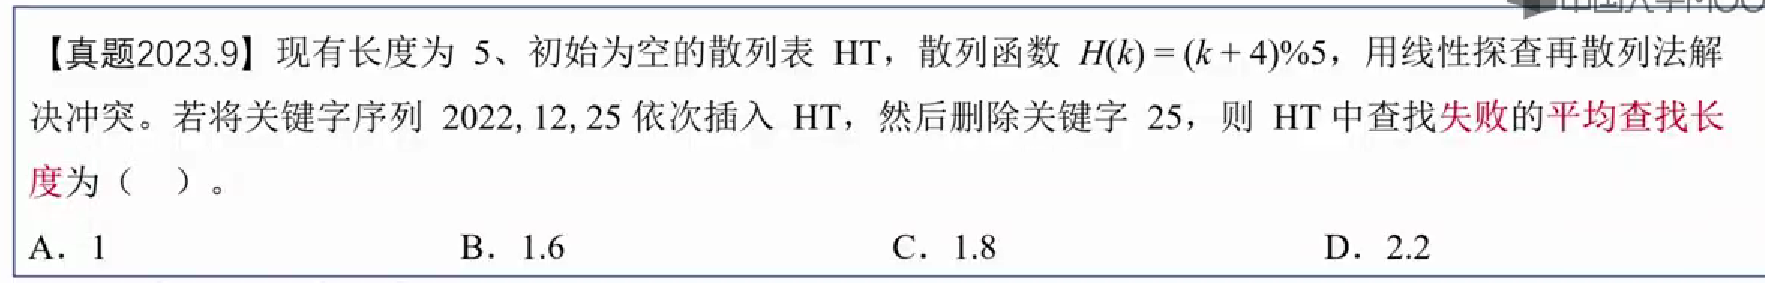 【真题2023.9】现有长度为 5、初始为空的散列表 HT，散列函数 H(k) = (k + 4)%5，用线性探查再散列法解
决冲突。若将关键字序列 2022, 12, 25 依次插入 HT，然后删除关键字 25，则 HT 中查找失败的平均查找长
度为（ ）。
A．1 B．1.6 C．1.8 D．2.2